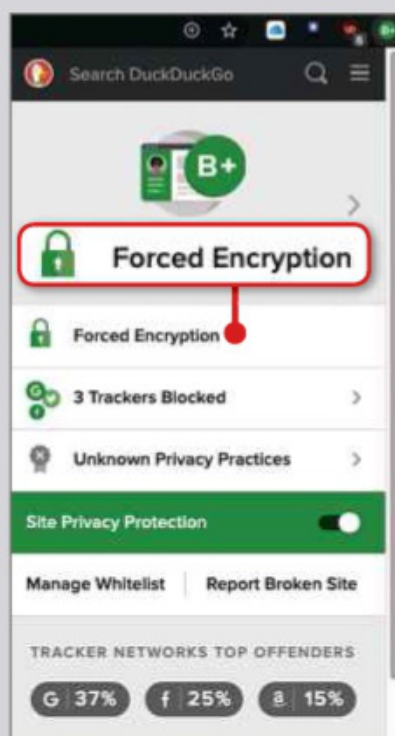 Search DuckDuckGo
B+
Forced Encryption
Forced Encryption
3 Trackers Blocked
Unknown Privacy Practices
Site Privacy Protection
Manage Whitelist Report Broken Site
TRACKER NETWORKS TOP OFFENDERS
G 37% f 25% a 15%